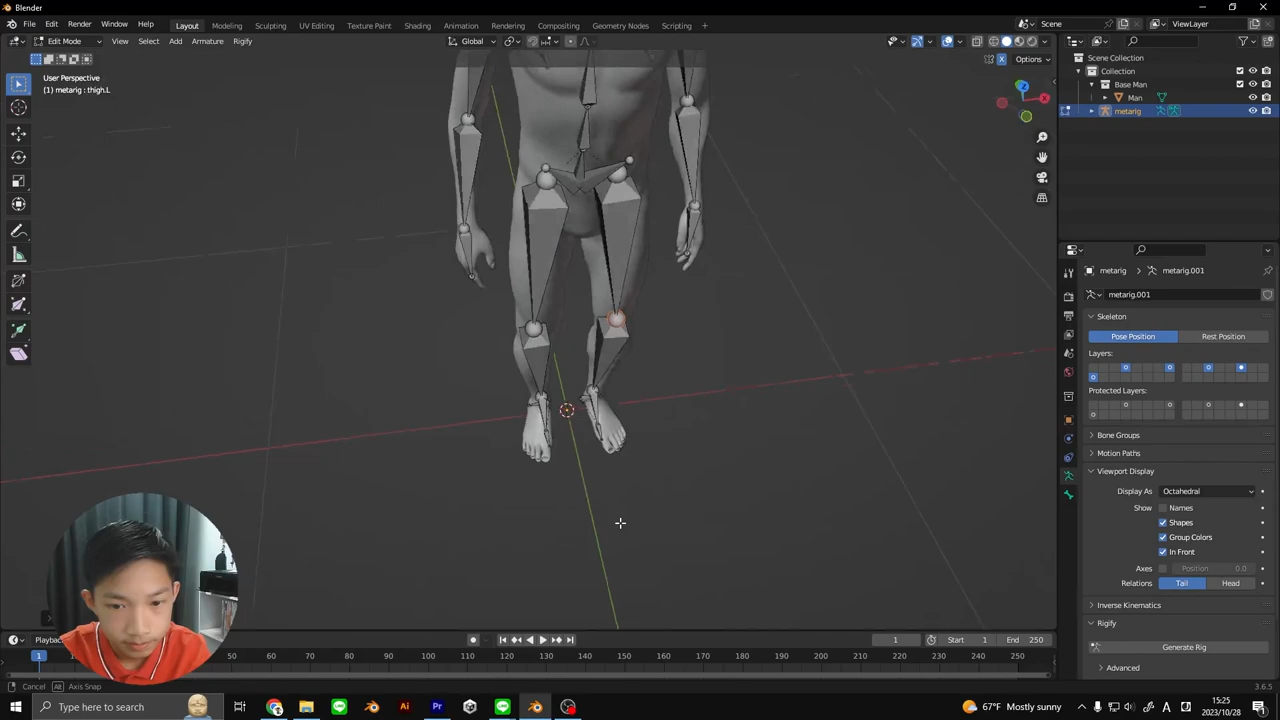 Blender
File Edit Render Window Help Layout Modeling Sculpting UV Editing Texture Paint Shading Animation Rendering Compositing Geometry Nodes Scripting + Scene ViewLayer
Edit Mode View Select Add Armature Rigify Global
X Options
User Perspective
(1) metarig : thigh.L
Scene Collection
Collection
Base Man
Man
metarig
metarig metarig.001
metarig.001
Skeleton
Pose Position Rest Position
Layers:
Protected Layers:
Bone Groups
Motion Paths
Viewport Display
Display As Octahedral
Show Names
Shapes
Group Colors
In Front
Axes Position 0.0
Relations Tail Head
Inverse Kinematics
Rigify
Generate Rig
Advanced
Playback 1 Start 1 End 250
1 50 60 70 80 90 100 110 120 130 140 150 160 170 180 190 200 210 220 230 240 250
Cancel Alt Axis Snap 3.6.5
Type here to search Ai Pr 67°F Mostly sunny A 15:25
2023/10/28